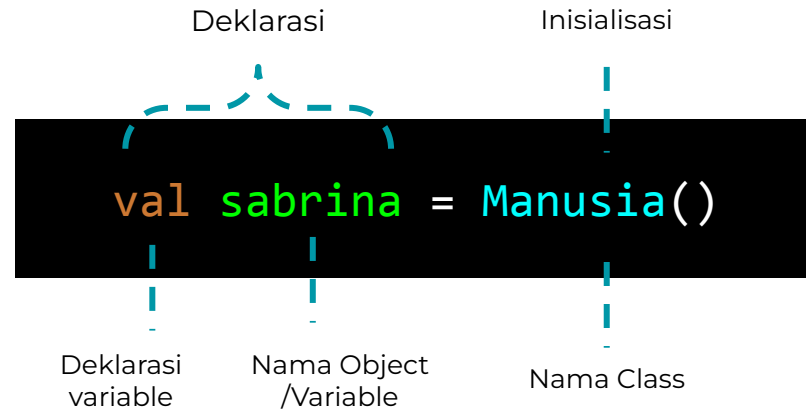 Deklarasi
Inisialisasi
val sabrina = Manusia()
Deklarasi
variable
Nama Object
/Variable
Nama Class